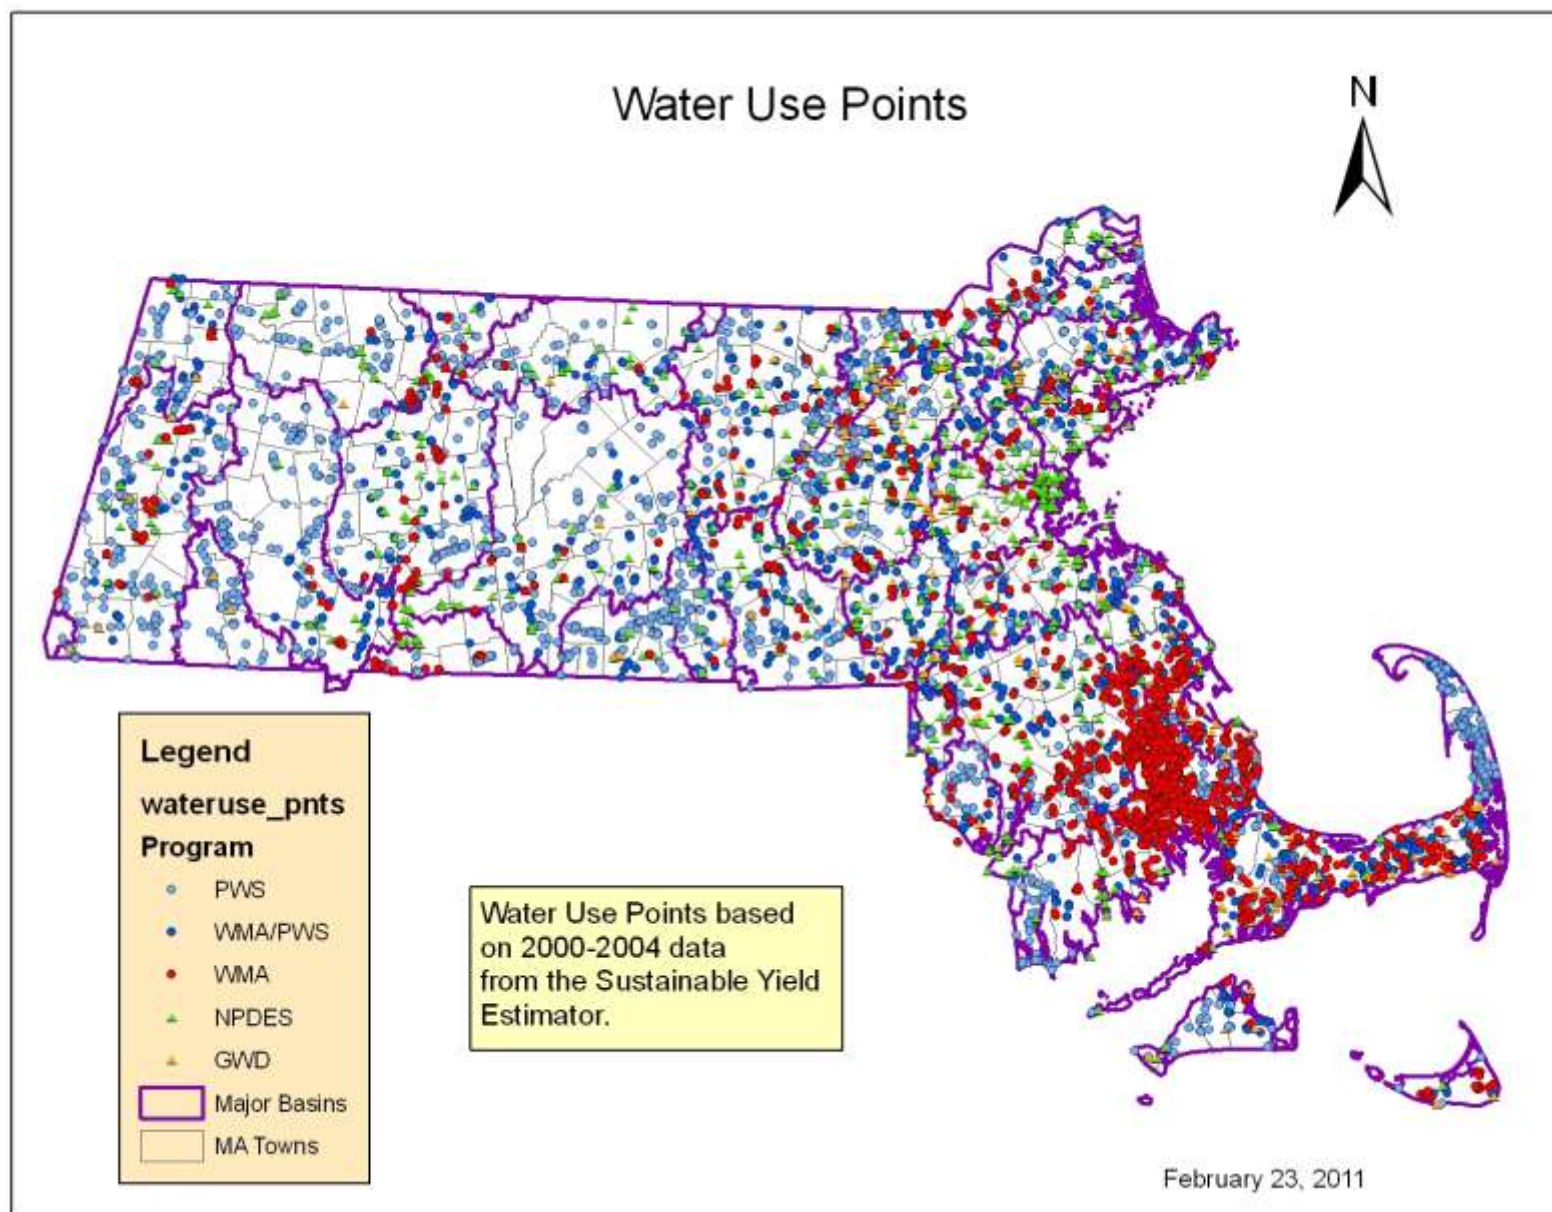 Water Use Points
N
Legend
wateruse_pnts
Program
PWS
WMA/PWS
WMA
NPDES
GWD
Major Basins
MA Towns
Water Use Points based
on 2000-2004 data
from the Sustainable Yield
Estimator.
February 23, 2011